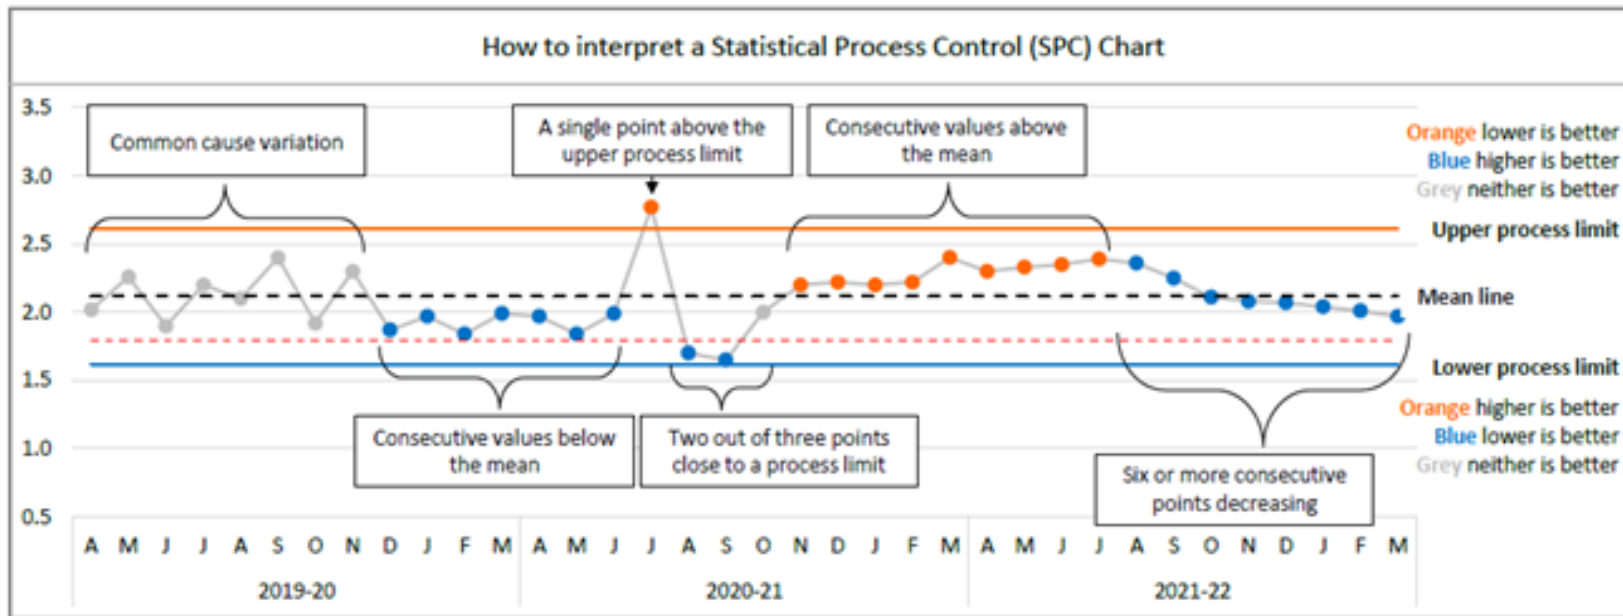 How to interpret a Statistical Process Control (SPC) Chart
3.5
3.0
2.5
2.0
1.5
1.0
0.5
Common cause variation
A single point above the
upper process limit
Consecutive values above
the mean
Orange lower is better
Blue higher is better
Grey neither is better
Upper process limit
Mean line
Lower process limit
Orange higher is better
Blue lower is better
Grey neither is better
Consecutive values below
the mean
Two out of three points
close to a process limit
Six or more consecutive
points decreasing
A M J J A S O N D J F M A M J J A S O N D J F M A M J J A S O N D J F M
2019-20 2020-21 2021-22